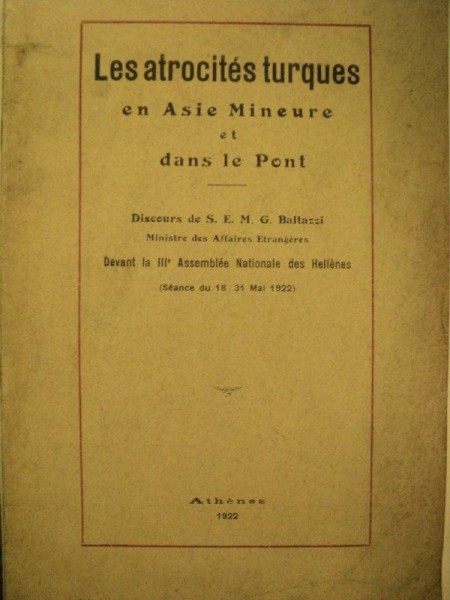 Les atrocités turques
en Asie Mineure
et
dans le Pont
Discours de S. E. M. G. Baltazzi
Ministre des Affaires Etrangères
Devant la IIIe Assemblée Nationale des Hellènes
(Séance du 18 31 Mai 1922)
Athènes
1922